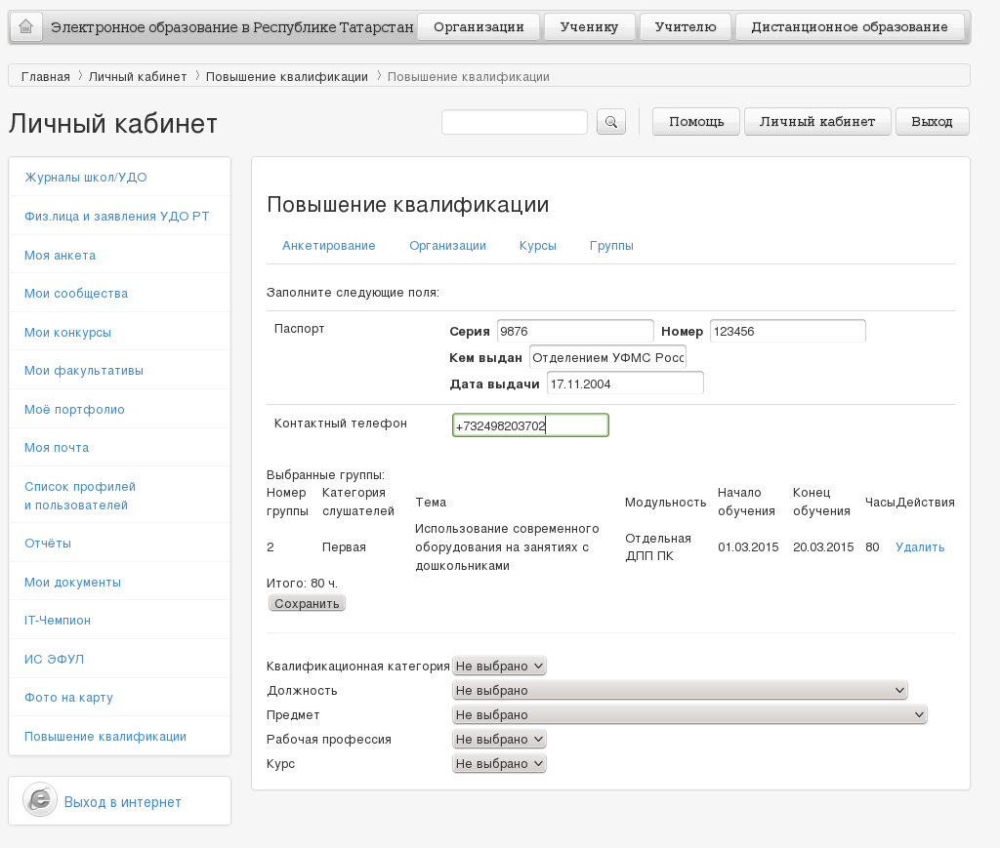 Электронное образование в Республике Татарстан Организации Ученику Учителю Дистанционное образование
Главная Личный кабинет Повышение квалификации Повышение квалификации
Личный кабинет Помощь Личный кабинет Выход
Журналы школ/УДО
Физ.лица и заявления УДО РТ
Моя анкета
Мои сообщества
Мои конкурсы
Мои факультативы
Моё портфолио
Моя почта
Список профилей
и пользователей
Отчёты
Мои документы
IT-Чемпион
ИС ЭФУЛ
Фото на карту
Повышение квалификации
Выход в интернет
Повышение квалификации
Анкетирование Организации Курсы Группы
Заполните следующие поля:
Паспорт Серия 9876 Номер 123456
Кем выдан Отделением УФМС Росс
Дата выдачи 17.11.2004
Контактный телефон +732498203702
Выбранные группы:
Номер группы Категория слушателей Тема Модульность Начало обучения Конец обучения Часы Действия
2 Первая Использование современного оборудования на занятиях с дошкольниками Отдельная ДПП ПК 01.03.2015 20.03.2015 80 Удалить
Итого: 80 ч.
Сохранить
Квалификационная категория Не выбрано
Должность Не выбрано
Предмет Не выбрано
Рабочая профессия Не выбрано
Курс Не выбрано